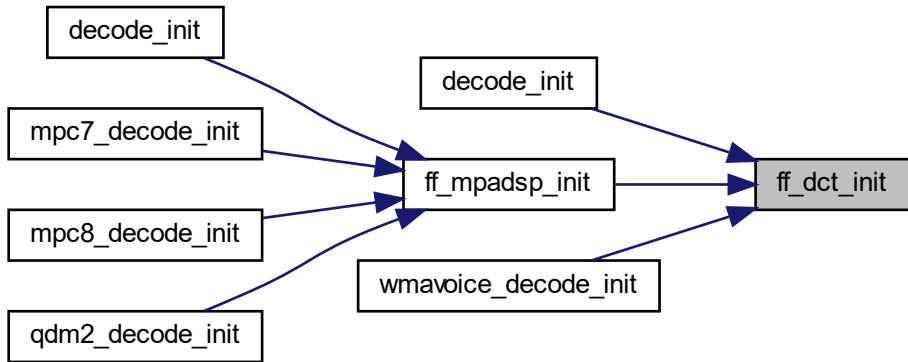 decode_init
mpc7_decode_init
mpc8_decode_init
qdm2_decode_init
decode_init
ff_mpadsp_init
wmavoice_decode_init
ff_dct_init